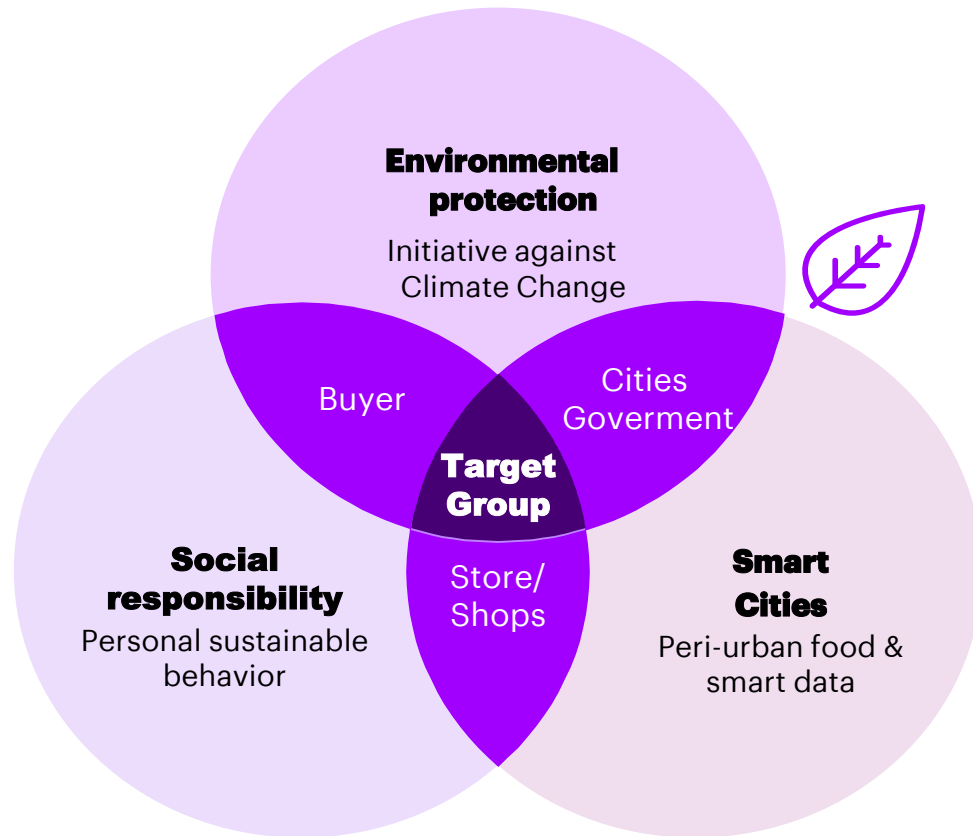 Environmental
protection
Initiative against
Climate Change
Buyer
Cities
Goverment
Target
Group
Social
responsibility
Personal sustainable
behavior
Store/
Shops
Smart
Cities
Peri-urban food &
smart data